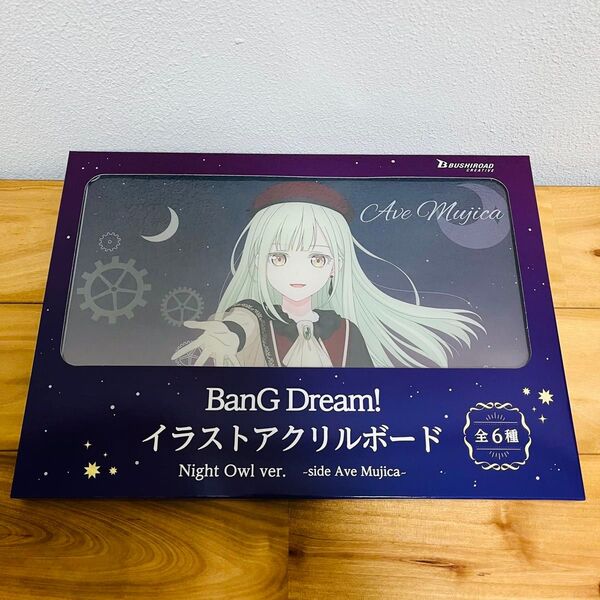 BUSHIROAD
CREATIVE
Ave Mujica
BanG Dream!
イラストアクリルボード
全6種
Night Owl ver. ~side Ave Mujica~